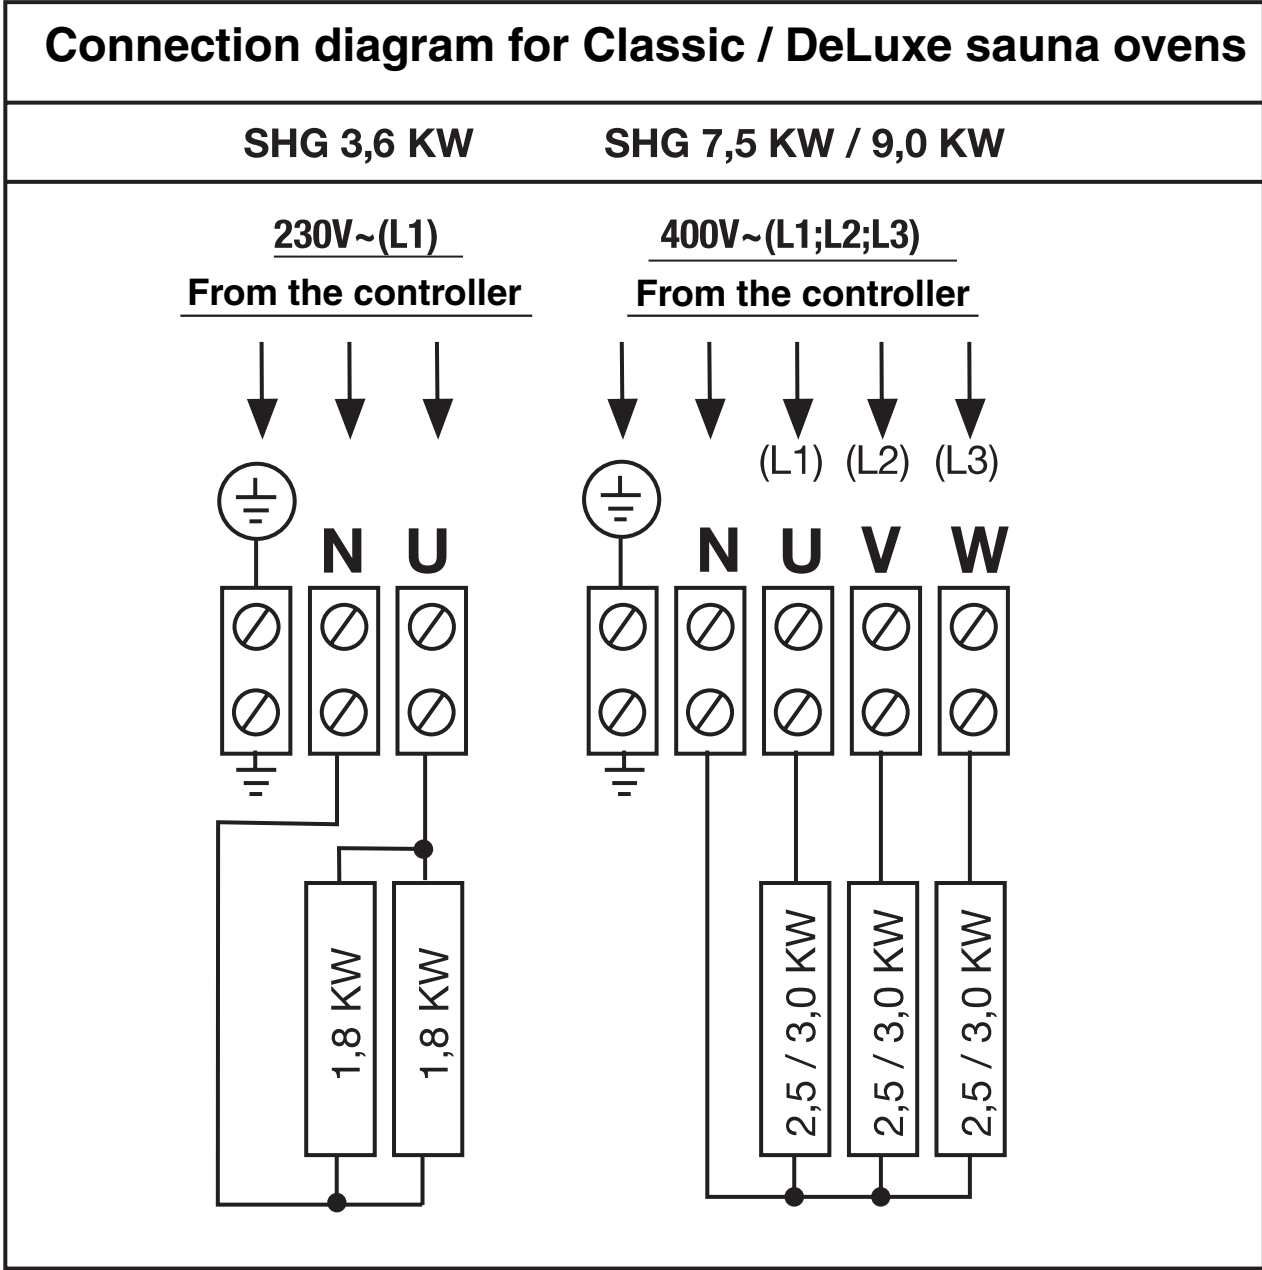 Connection diagram for Classic / DeLuxe sauna ovens
SHG 3,6 KW
SHG 7,5 KW / 9,0 KW
230V~(L1)
From the controller
N U
1,8 KW
1,8 KW
400V~(L1;L2;L3)
From the controller
(L1) (L2) (L3)
N U V W
2,5 / 3,0 KW
2,5 / 3,0 KW
2,5 / 3,0 KW